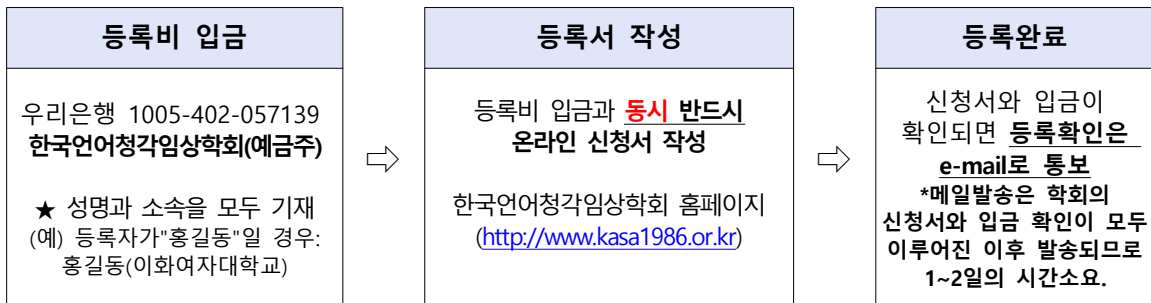 등록비 입금
우리은행 1005-402-057139
한국언어청각임상학회(예금주)
★ 성명과 소속을 모두 기재
(예) 등록자가"홍길동"일 경우:
홍길동(이화여자대학교)
등록서 작성
등록비 입금과 동시 반드시
온라인 신청서 작성
한국언어청각임상학회 홈페이지
(http://www.kasa1986.or.kr)
등록완료
신청서와 입금이
확인되면 등록확인은
e-mail로 통보
*메일발송은 학회의
신청서와 입금 확인이 모두
이루어진 이후 발송되므로
1~2일의 시간소요.